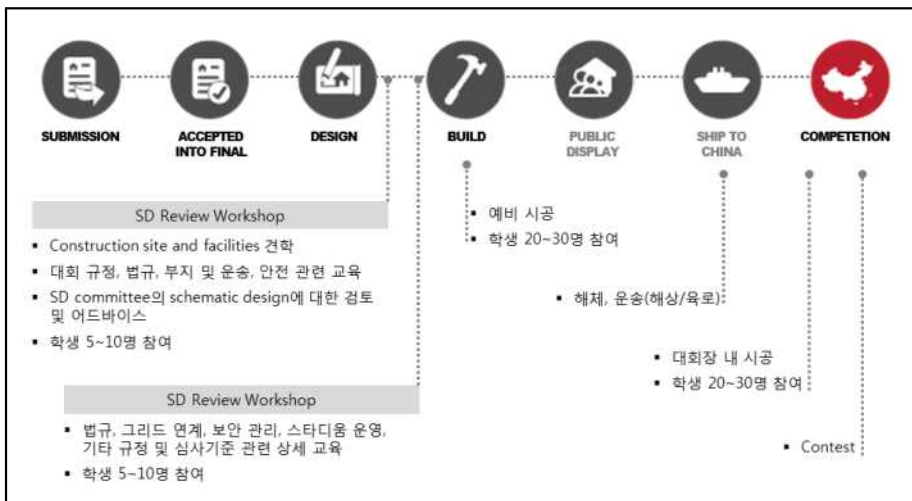 SUBMISSION
ACCEPTED
INTO FINAL
DESIGN
BUILD
PUBLIC
DISPLAY
SHIP TO
CHINA
COMPETETION
SD Review Workshop
▪ Construction site and facilities 견학
▪ 대회 규정, 법규, 부지 및 운송, 안전 관련 교육
▪ SD committee의 schematic design에 대한 검토
및 어드바이스
▪ 학생 5~10명 참여
SD Review Workshop
▪ 법규, 그리드 연계, 보안 관리, 스타디움 운영,
기타 규정 및 심사기준 관련 상세 교육
▪ 학생 5~10명 참여
▪ 예비 시공
▪ 학생 20~30명 참여
▪ 해체, 운송(해상/육로)
▪ 대회장 내 시공
▪ 학생 20~30명 참여
▪ Contest